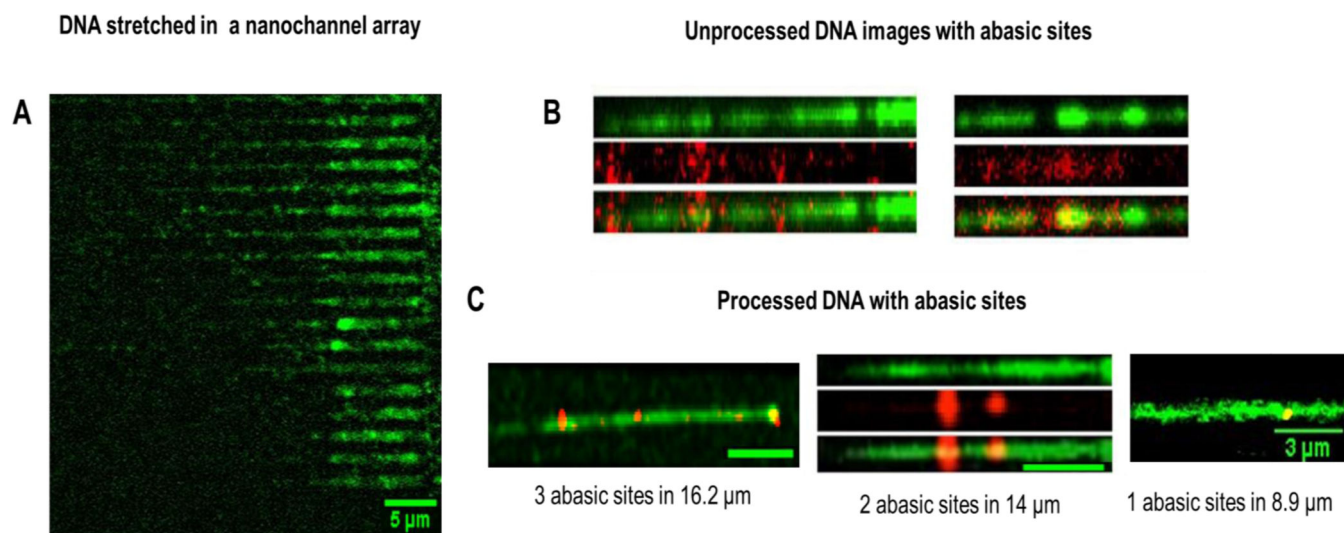 DNA stretched in a nanochannel array
Unprocessed DNA images with abasic sites
A
B
5 μm
C
Processed DNA with abasic sites
3 μm
3 abasic sites in 16.2 μm
2 abasic sites in 14 μm
1 abasic sites in 8.9 μm